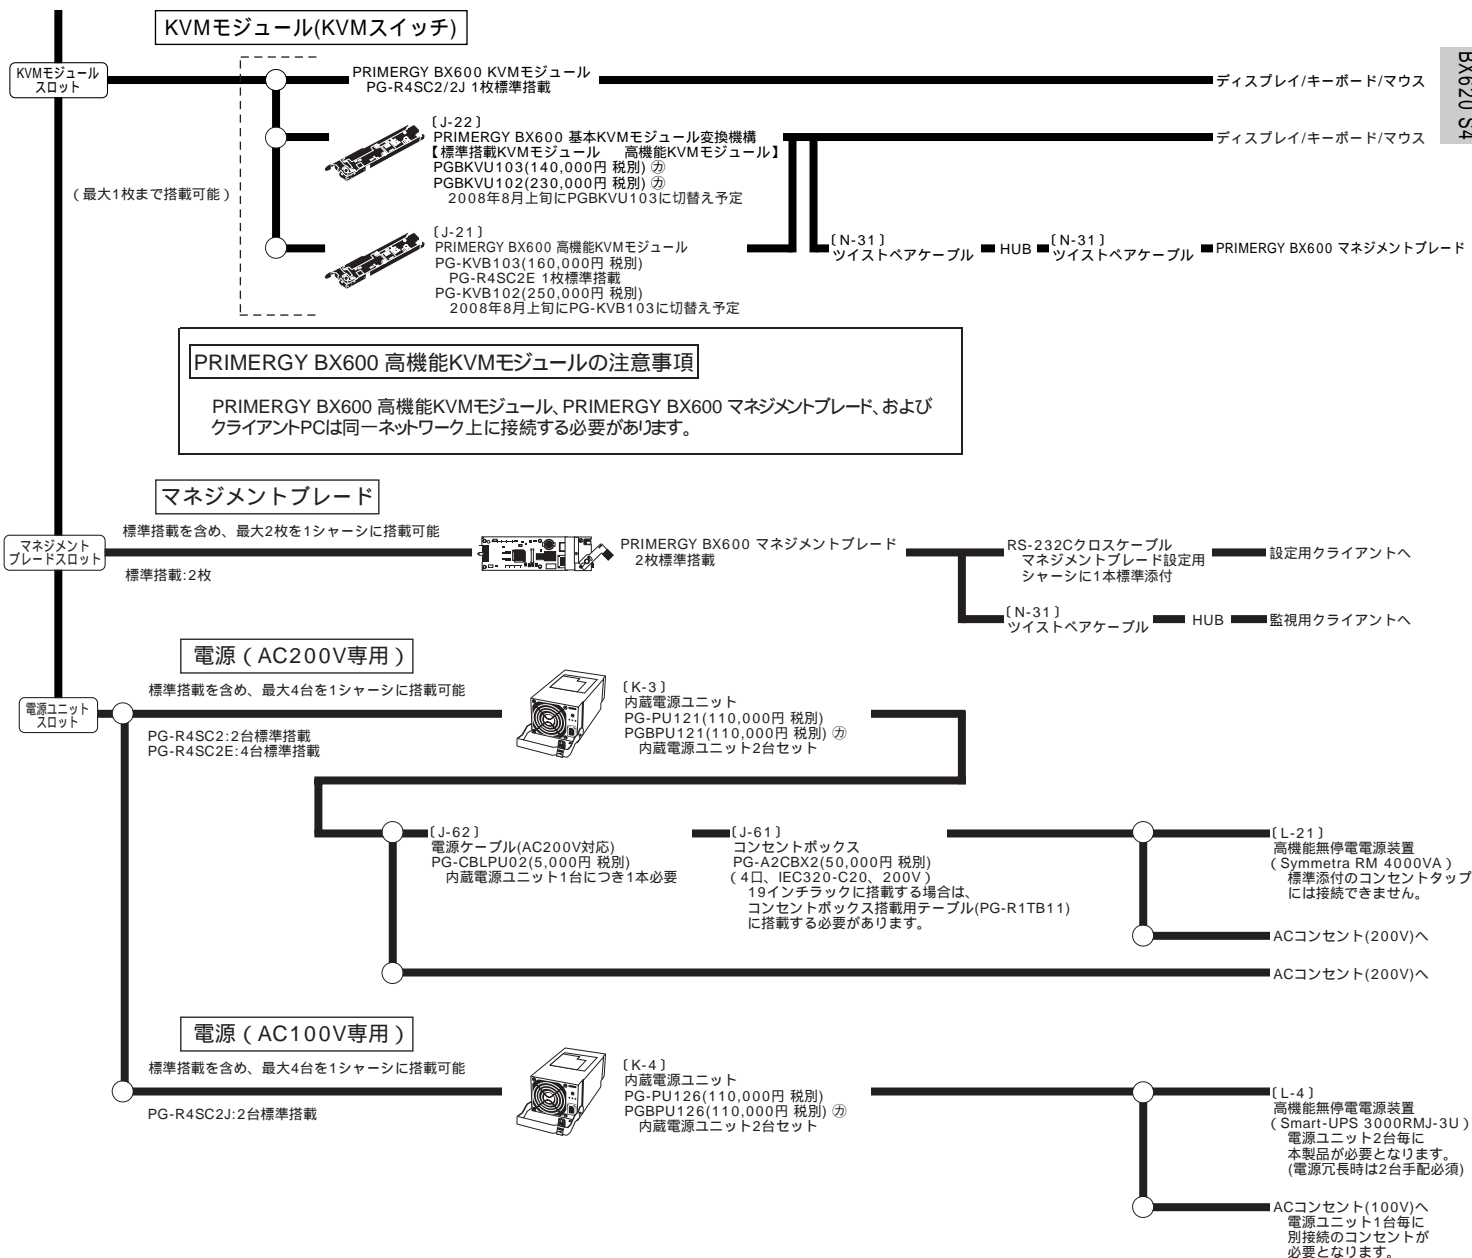 KVMモジュール(KVMスイッチ)
BX620 S4
KVMモジュール
スロット
PRIMERGY BX600 KVMモジュール
PG-R4SC2/2J 1枚標準搭載
ディスプレイ/キーボード/マウス
〔J-22〕
PRIMERGY BX600 基本KVMモジュール変換機構
【標準搭載KVMモジュール　高機能KVMモジュール】
PGBKVU103(140,000円 税別) ㋕
PGBKVU102(230,000円 税別) ㋕
2008年8月上旬にPGBKVU103に切替え予定
ディスプレイ/キーボード/マウス
(最大1枚まで搭載可能)
〔J-21〕
PRIMERGY BX600 高機能KVMモジュール
PG-KVB103(160,000円 税別)
PG-R4SC2E 1枚標準搭載
PG-KVB102(250,000円 税別)
2008年8月上旬にPG-KVB103に切替え予定
〔N-31〕
ツイストペアケーブル
HUB
〔N-31〕
ツイストペアケーブル
PRIMERGY BX600 マネジメントブレード
PRIMERGY BX600 高機能KVMモジュールの注意事項
PRIMERGY BX600 高機能KVMモジュール、PRIMERGY BX600 マネジメントブレード、および
クライアントPCは同一ネットワーク上に接続する必要があります。
マネジメントブレード
標準搭載を含め、最大2枚を1シャーシに搭載可能
マネジメント
ブレードスロット
標準搭載:2枚
PRIMERGY BX600 マネジメントブレード
2枚標準搭載
RS-232Cクロスケーブル
マネジメントブレード設定用
シャーシに1本標準添付
設定用クライアントへ
〔N-31〕
ツイストペアケーブル
HUB
監視用クライアントへ
電源(AC200V専用)
標準搭載を含め、最大4台を1シャーシに搭載可能
電源ユニット
スロット
PG-R4SC2:2台標準搭載
PG-R4SC2E:4台標準搭載
〔K-3〕
内蔵電源ユニット
PG-PU121(110,000円 税別)
PGBPU121(110,000円 税別) ㋕
内蔵電源ユニット2台セット
〔J-62〕
電源ケーブル(AC200V対応)
PG-CBLPU02(5,000円 税別)
内蔵電源ユニット1台につき1本必要
〔J-61〕
コンセントボックス
PG-A2CBX2(50,000円 税別)
(4口、IEC320-C20、200V)
19インチラックに搭載する場合は、
コンセントボックス搭載用テーブル(PG-R1TB11)
に搭載する必要があります。
〔L-21〕
高機能無停電電源装置
(Symmetra RM 4000VA)
標準添付のコンセントタップ
には接続できません。
ACコンセント(200V)へ
ACコンセント(200V)へ
電源(AC100V専用)
標準搭載を含め、最大4台を1シャーシに搭載可能
PG-R4SC2J:2台標準搭載
〔K-4〕
内蔵電源ユニット
PG-PU126(110,000円 税別)
PGBPU126(110,000円 税別) ㋕
内蔵電源ユニット2台セット
〔L-4〕
高機能無停電電源装置
(Smart-UPS 3000RMJ-3U)
電源ユニット2台毎に
本製品が必要となります。
(電源冗長時は2台手配必須)
ACコンセント(100V)へ
電源ユニット1台毎に
別接続のコンセントが
必要となります。